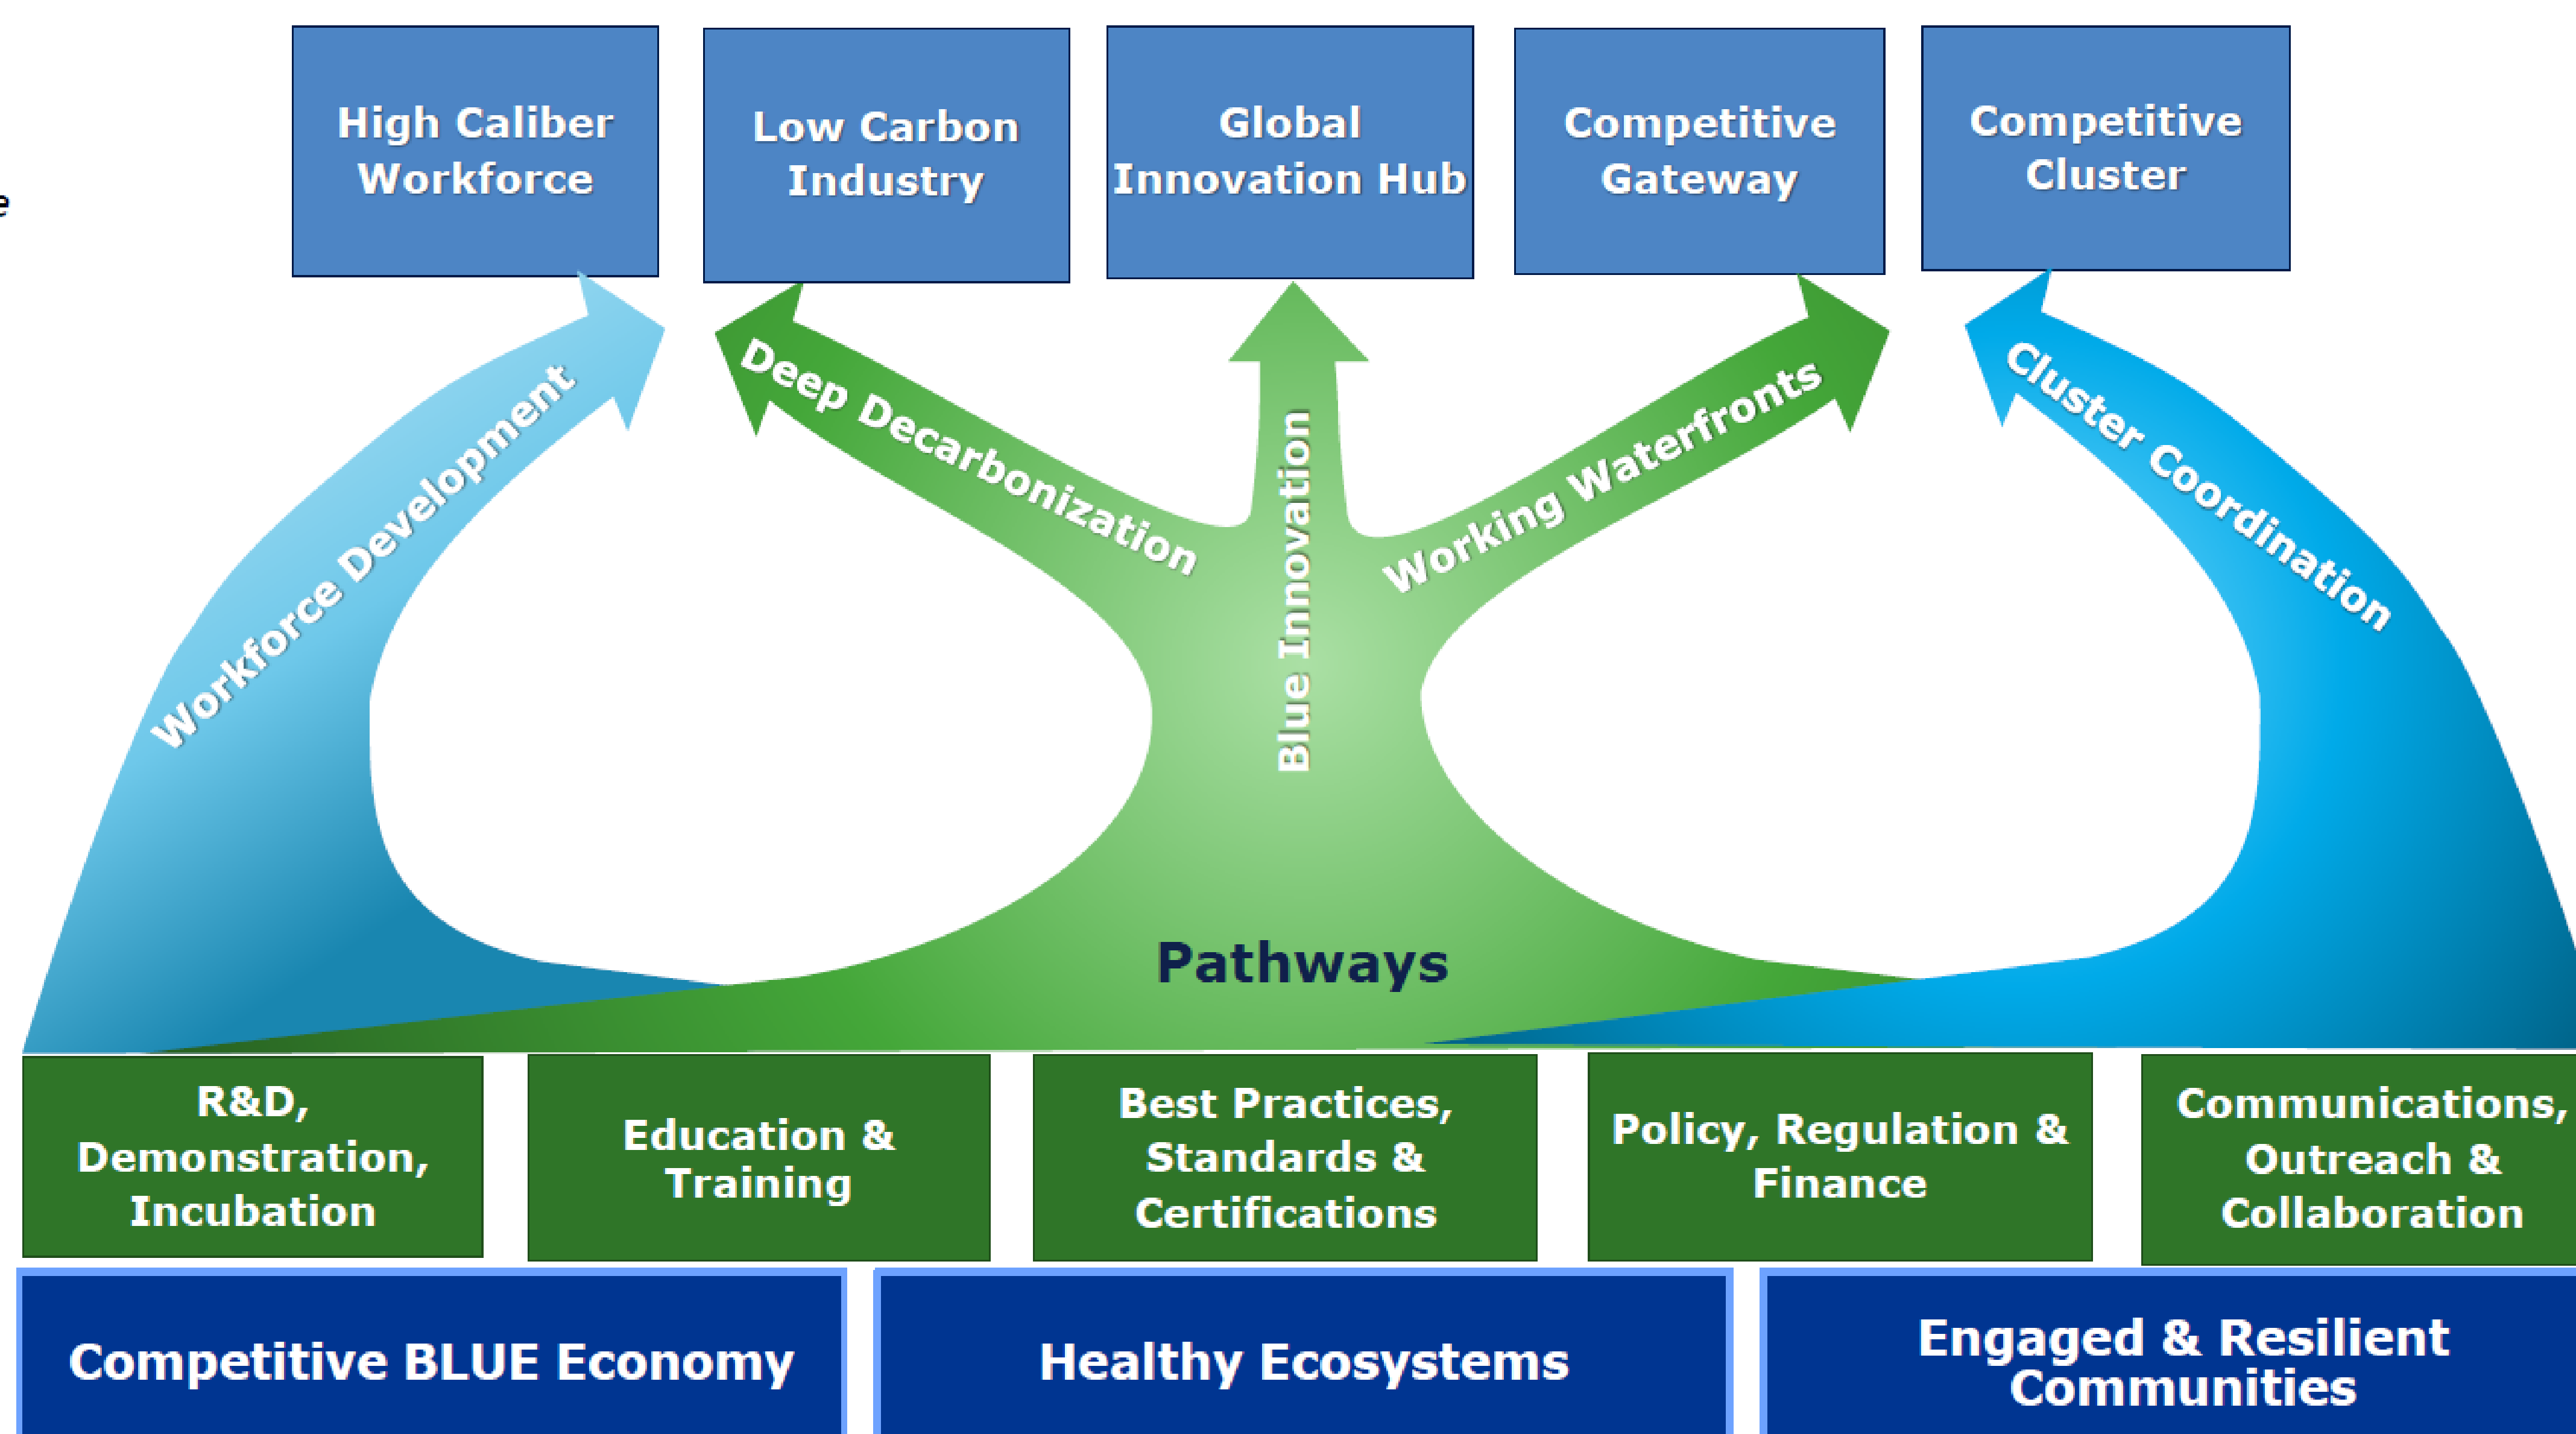 High Caliber
Workforce
Low Carbon
Industry
Global
Innovation Hub
Competitive
Gateway
Competitive
Cluster
e
Workforce Development
Deep Decarbonization
Blue Innovation
Working Waterfronts
Cluster Coordination
Pathways
R&D,
Demonstration,
Incubation
Education &
Training
Best Practices,
Standards &
Certifications
Policy, Regulation &
Finance
Communications,
Outreach &
Collaboration
Competitive BLUE Economy
Healthy Ecosystems
Engaged & Resilient
Communities